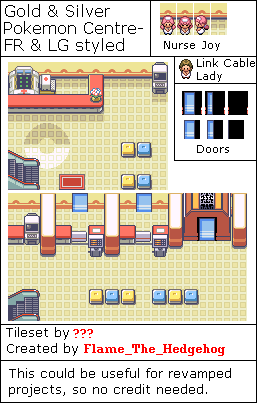 Gold & Silver
Pokemon Centre-
FR & LG styled
Nurse Joy
Link Cable
Lady
Doors
Tileset by ???
Created by Flame_The_Hedgehog
This could be useful for revamped
projects, so no credit needed.